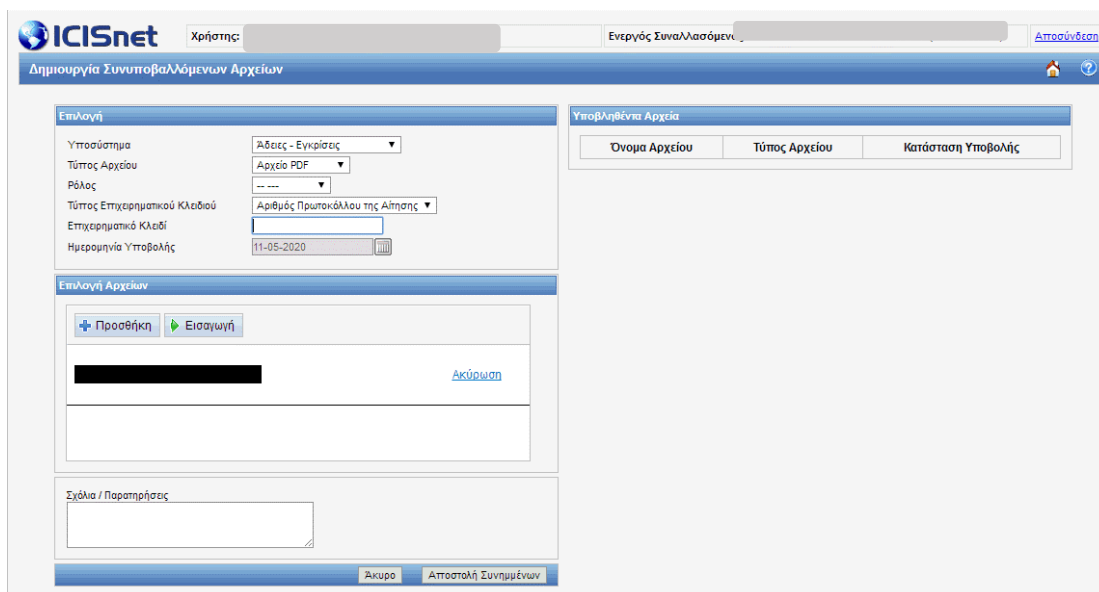 ICISnet
Χρήστης:
Ενεργός Συναλλασόμενος
Αποσύνδεση
Δημιουργία Συνυποβαλλόμενων Αρχείων
Επιλογή
Υποσύστημα
Άδειες - Εγκρίσεις
Τύπος Αρχείου
Αρχείο PDF
Ρόλος
-- ---
Τύπος Επιχειρηματικού Κλειδιού
Αριθμός Πρωτοκόλλου της Αίτησης
Επιχειρηματικό Κλειδί
Ημερομηνία Υποβολής
11-05-2020
Επιλογή Αρχείων
Προσθήκη
Εισαγωγή
Ακύρωση
Σχόλια / Παρατηρήσεις
Άκυρο
Αποστολή Συνημμένων
Υποβληθέντα Αρχεία
Όνομα Αρχείου
Τύπος Αρχείου
Κατάσταση Υποβολής